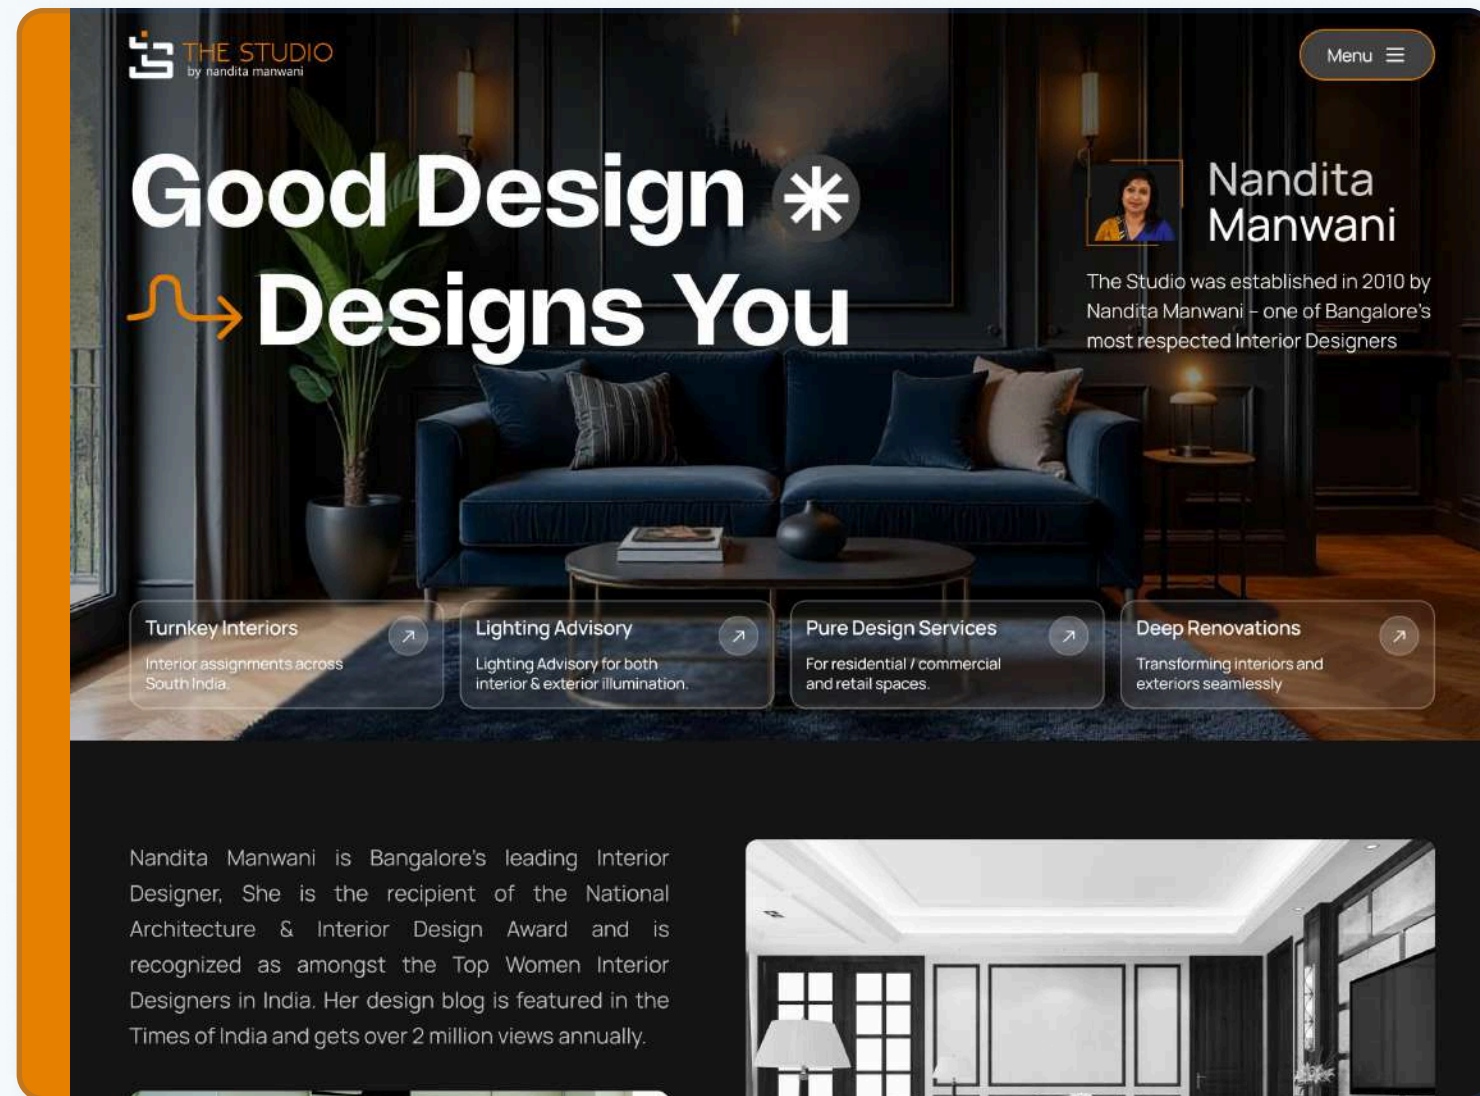 THE STUDIO
by nandita manwani
Menu
Good Design
Designs You
Nandita
Manwani
The Studio was established in 2010 by
Nandita Manwani – one of Bangalore's
most respected Interior Designers
Turnkey Interiors
Interior assignments across
South India.
Lighting Advisory
Lighting Advisory for both
interior & exterior illumination.
Pure Design Services
For residential / commercial
and retail spaces.
Deep Renovations
Transforming interiors and
exteriors seamlessly
Nandita Manwani is Bangalore's leading Interior
Designer, She is the recipient of the National
Architecture & Interior Design Award and is
recognized as amongst the Top Women Interior
Designers in India. Her design blog is featured in the
Times of India and gets over 2 million views annually.